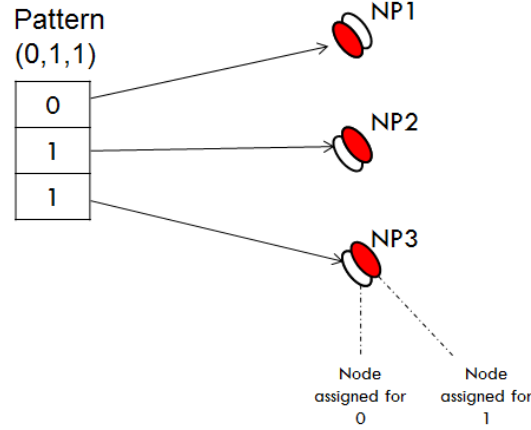 Pattern
(0,1,1)
0
1
1
NP1
NP2
NP3
Node
assigned for
0
Node
assigned for
1